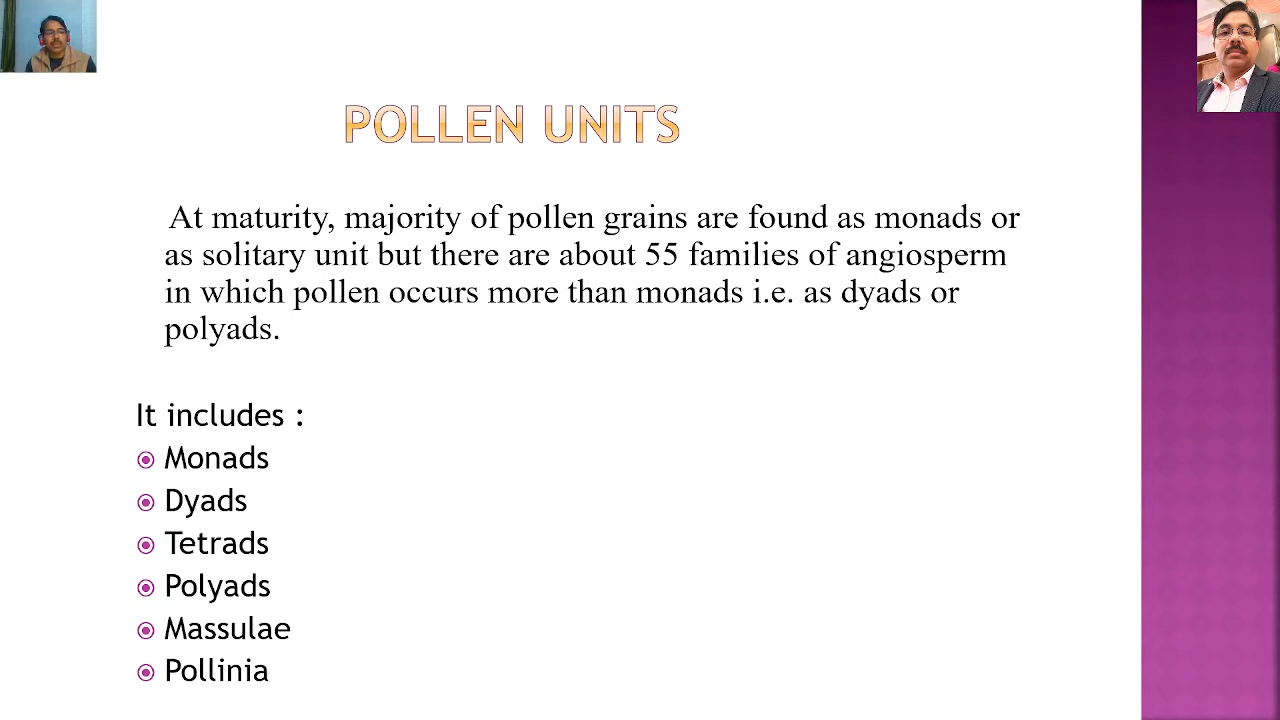 POLLEN UNITS
At maturity, majority of pollen grains are found as monads or
as solitary unit but there are about 55 families of angiosperm
in which pollen occurs more than monads i.e. as dyads or
polyads.
It includes :
Monads
Dyads
Tetrads
Polyads
Massulae
Pollinia